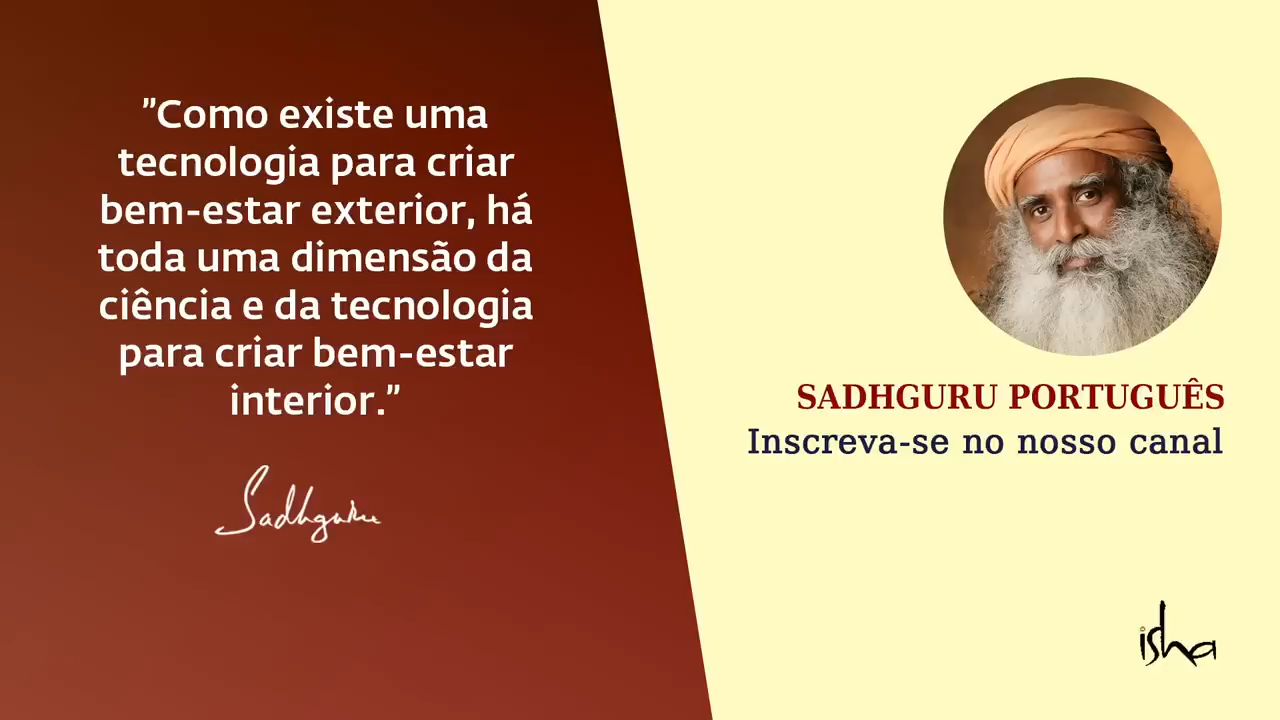 ”Como existe uma
tecnologia para criar
bem-estar exterior, há
toda uma dimensão da
ciência e da tecnologia
para criar bem-estar
interior.”
Sadhguru
SADHGURU PORTUGUÊS
Inscreva-se no nosso canal
isha